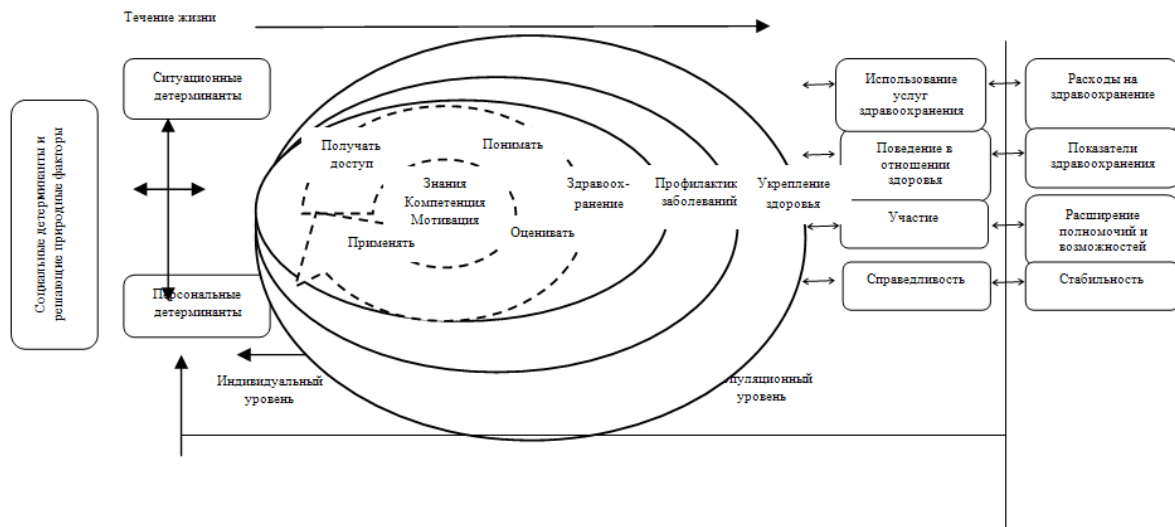 Течение жизни
Социальные детерминанты и
решающие природные факторы
Ситуационные
детерминанты
Персональные
детерминанты
Получать
доступ
Понимать
Знания
Компетенция
Мотивация
Применять
Оценивать
Здравоох-
ранение
Профилактик
заболеваний
Укрепление
здоровья
Индивидуальный
уровень
пуляционный
уровень
Использование
услуг
здравоохранения
Поведение в
отношении
здоровья
Участие
Справедливость
Расходы на
здравоохранение
Показатели
здравоохранения
Расширение
полномочий и
возможностей
Стабильность